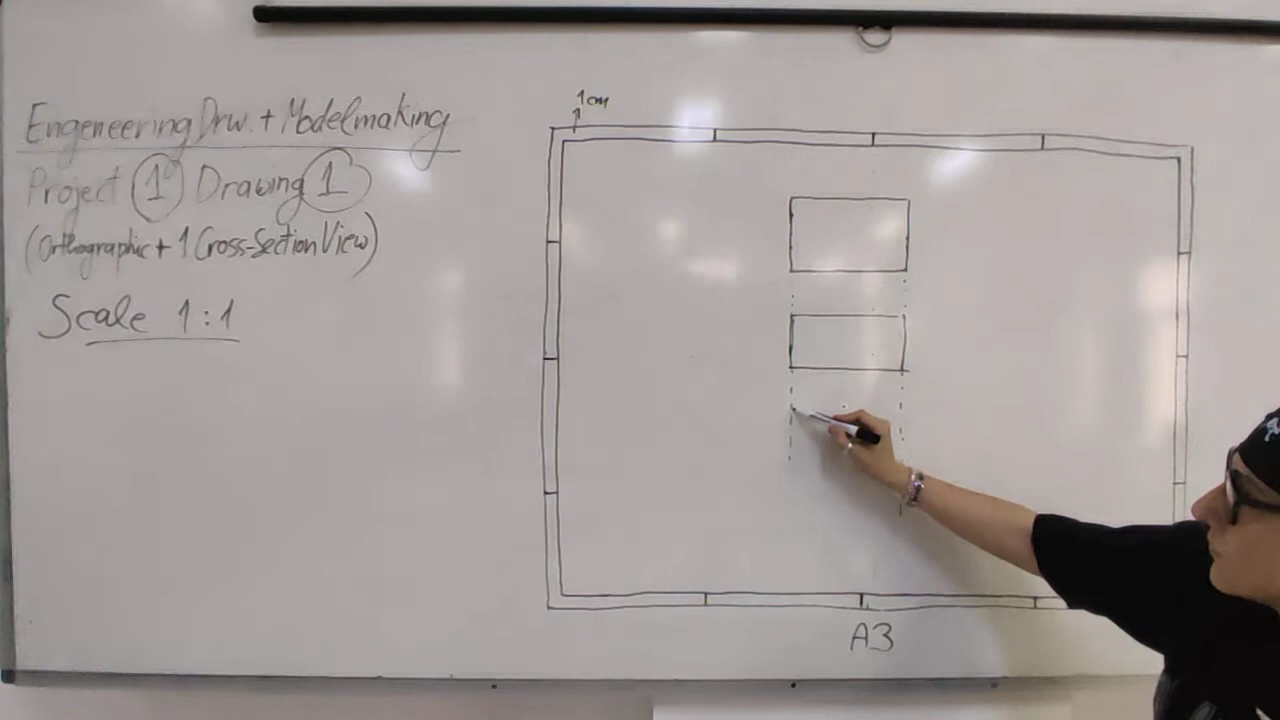 Engeneering Drw. + Modelmaking
Project 1 Drawing 1
(Orthographic + 1 Cross-Section View)
Scale 1:1
1cm
A3